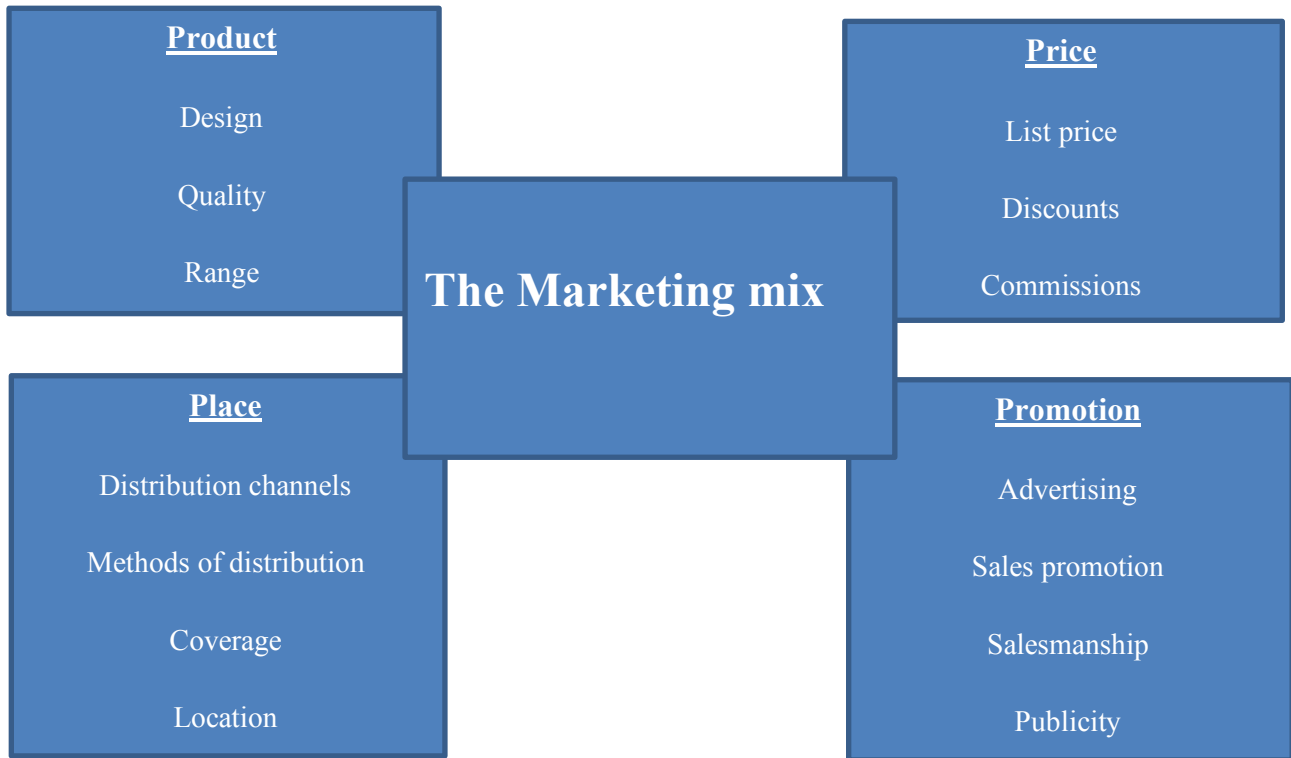 Product
Design
Quality
Range
Price
List price
Discounts
Commissions
The Marketing mix
Place
Distribution channels
Methods of distribution
Coverage
Location
Promotion
Advertising
Sales promotion
Salesmanship
Publicity